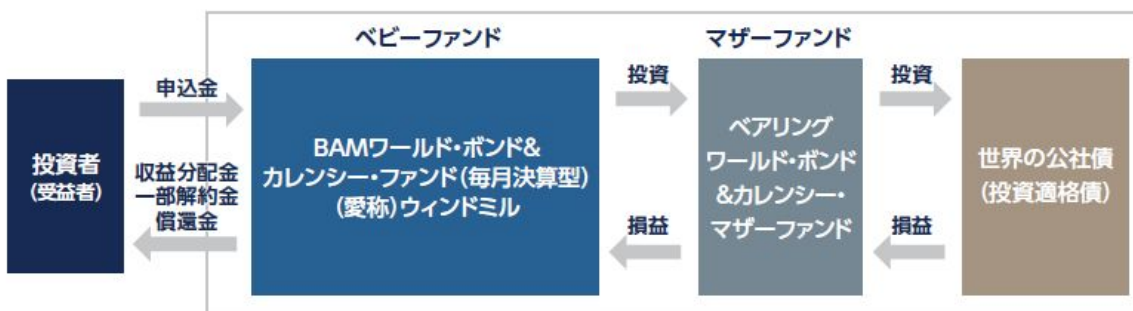 ベビーファンド
マザーファンド
投資者
(受益者)
申込金
収益分配金
一部解約金
償還金
BAMワールド・ボンド&
カレンシー・ファンド(毎月決算型)
(愛称)ウィンドミル
投資
損益
ベアリング
ワールド・ボンド
&カレンシー・
マザーファンド
投資
損益
世界の公社債
(投資適格債)